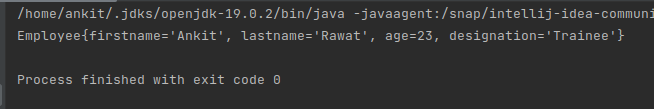 /home/ankit/.jdks/openjdk-19.0.2/bin/java -javaagent:/snap/intellij-idea-communi
Employee{firstname='Ankit', lastname='Rawat', age=23, designation='Trainee'}
Process finished with exit code 0